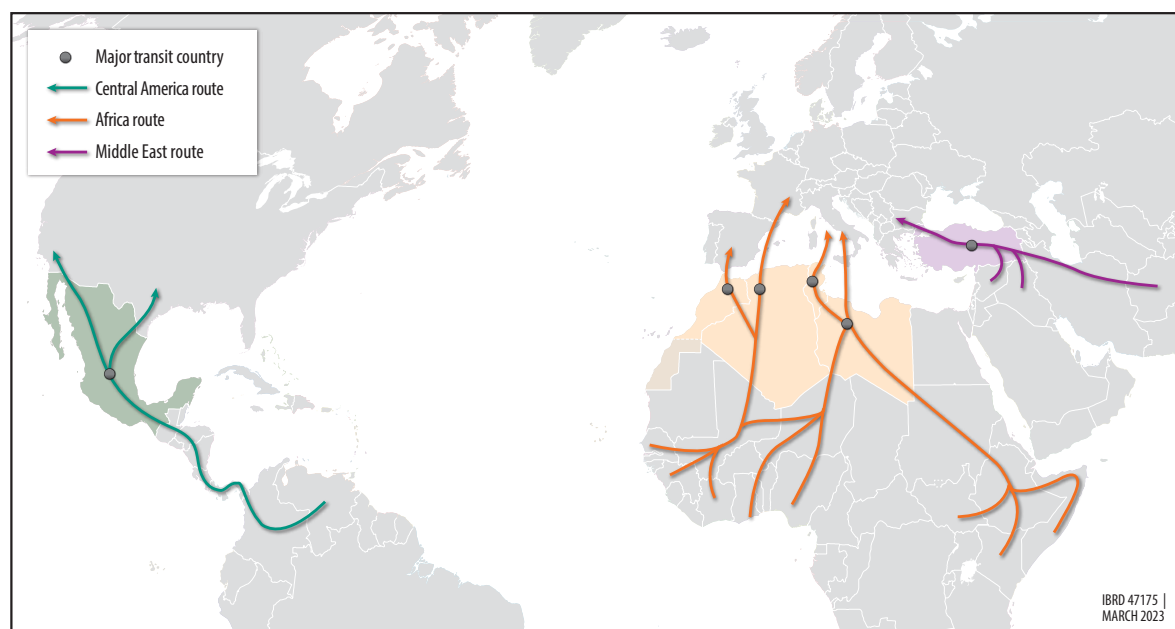 Major transit country
Central America route
Africa route
Middle East route
IBRD 47175 |
MARCH 2023